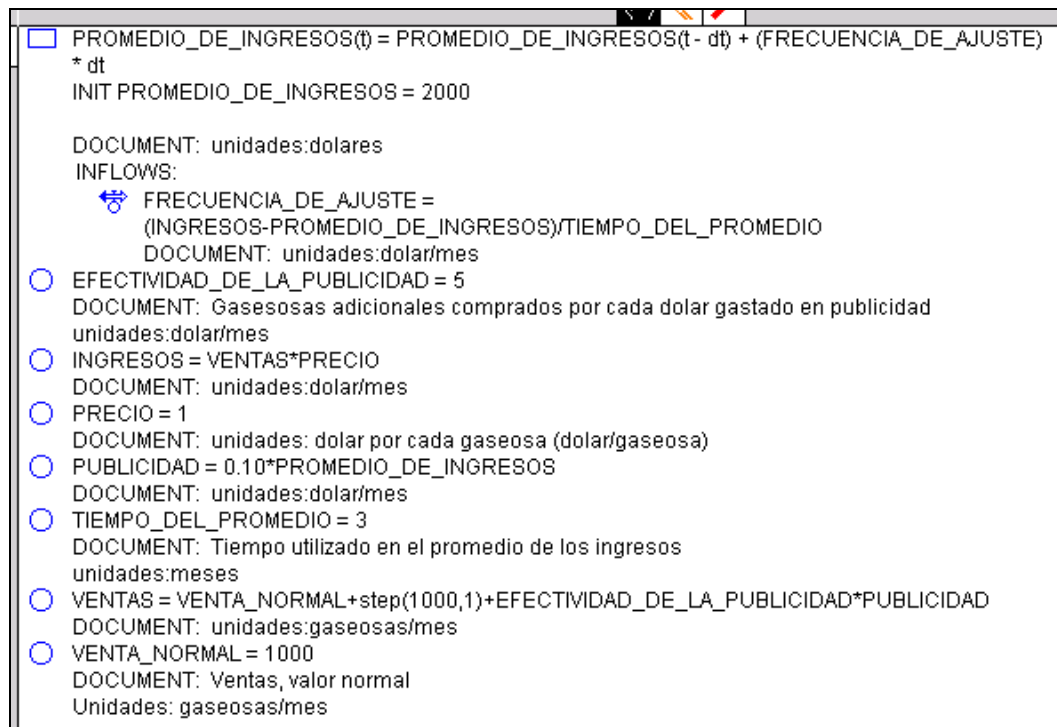 PROMEDIO_DE_INGRESOS(t) = PROMEDIO_DE_INGRESOS(t - dt) + (FRECUENCIA_DE_AJUSTE)
* dt
INIT PROMEDIO_DE_INGRESOS = 2000
DOCUMENT: unidades:dolares
INFLOWS:
FRECUENCIA_DE_AJUSTE =
(INGRESOS-PROMEDIO_DE_INGRESOS)/TIEMPO_DEL_PROMEDIO
DOCUMENT: unidades:dolar/mes
EFECTIVIDAD_DE_LA_PUBLICIDAD = 5
DOCUMENT: Gasesosas adicionales comprados por cada dolar gastado en publicidad
unidades:dolar/mes
INGRESOS = VENTAS*PRECIO
DOCUMENT: unidades:dolar/mes
PRECIO = 1
DOCUMENT: unidades: dolar por cada gaseosa (dolar/gaseosa)
PUBLICIDAD = 0.10*PROMEDIO_DE_INGRESOS
DOCUMENT: unidades:dolar/mes
TIEMPO_DEL_PROMEDIO = 3
DOCUMENT: Tiempo utilizado en el promedio de los ingresos
unidades:meses
VENTAS = VENTA_NORMAL+step(1000,1)+EFECTIVIDAD_DE_LA_PUBLICIDAD*PUBLICIDAD
DOCUMENT: unidades:gaseosas/mes
VENTA_NORMAL = 1000
DOCUMENT: Ventas, valor normal
Unidades: gaseosas/mes